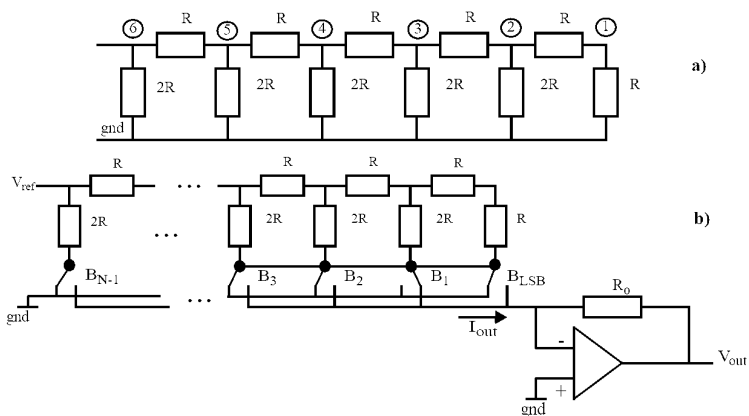 R R R R R
6 5 4 3 2 1
2R 2R 2R 2R 2R R
a)
gnd
R R R R
Vref ...
2R 2R 2R 2R R
b)
...
BN-1 B3 B2 B1 BLSB
...
gnd
Iout
Ro
-
+
Vout
gnd